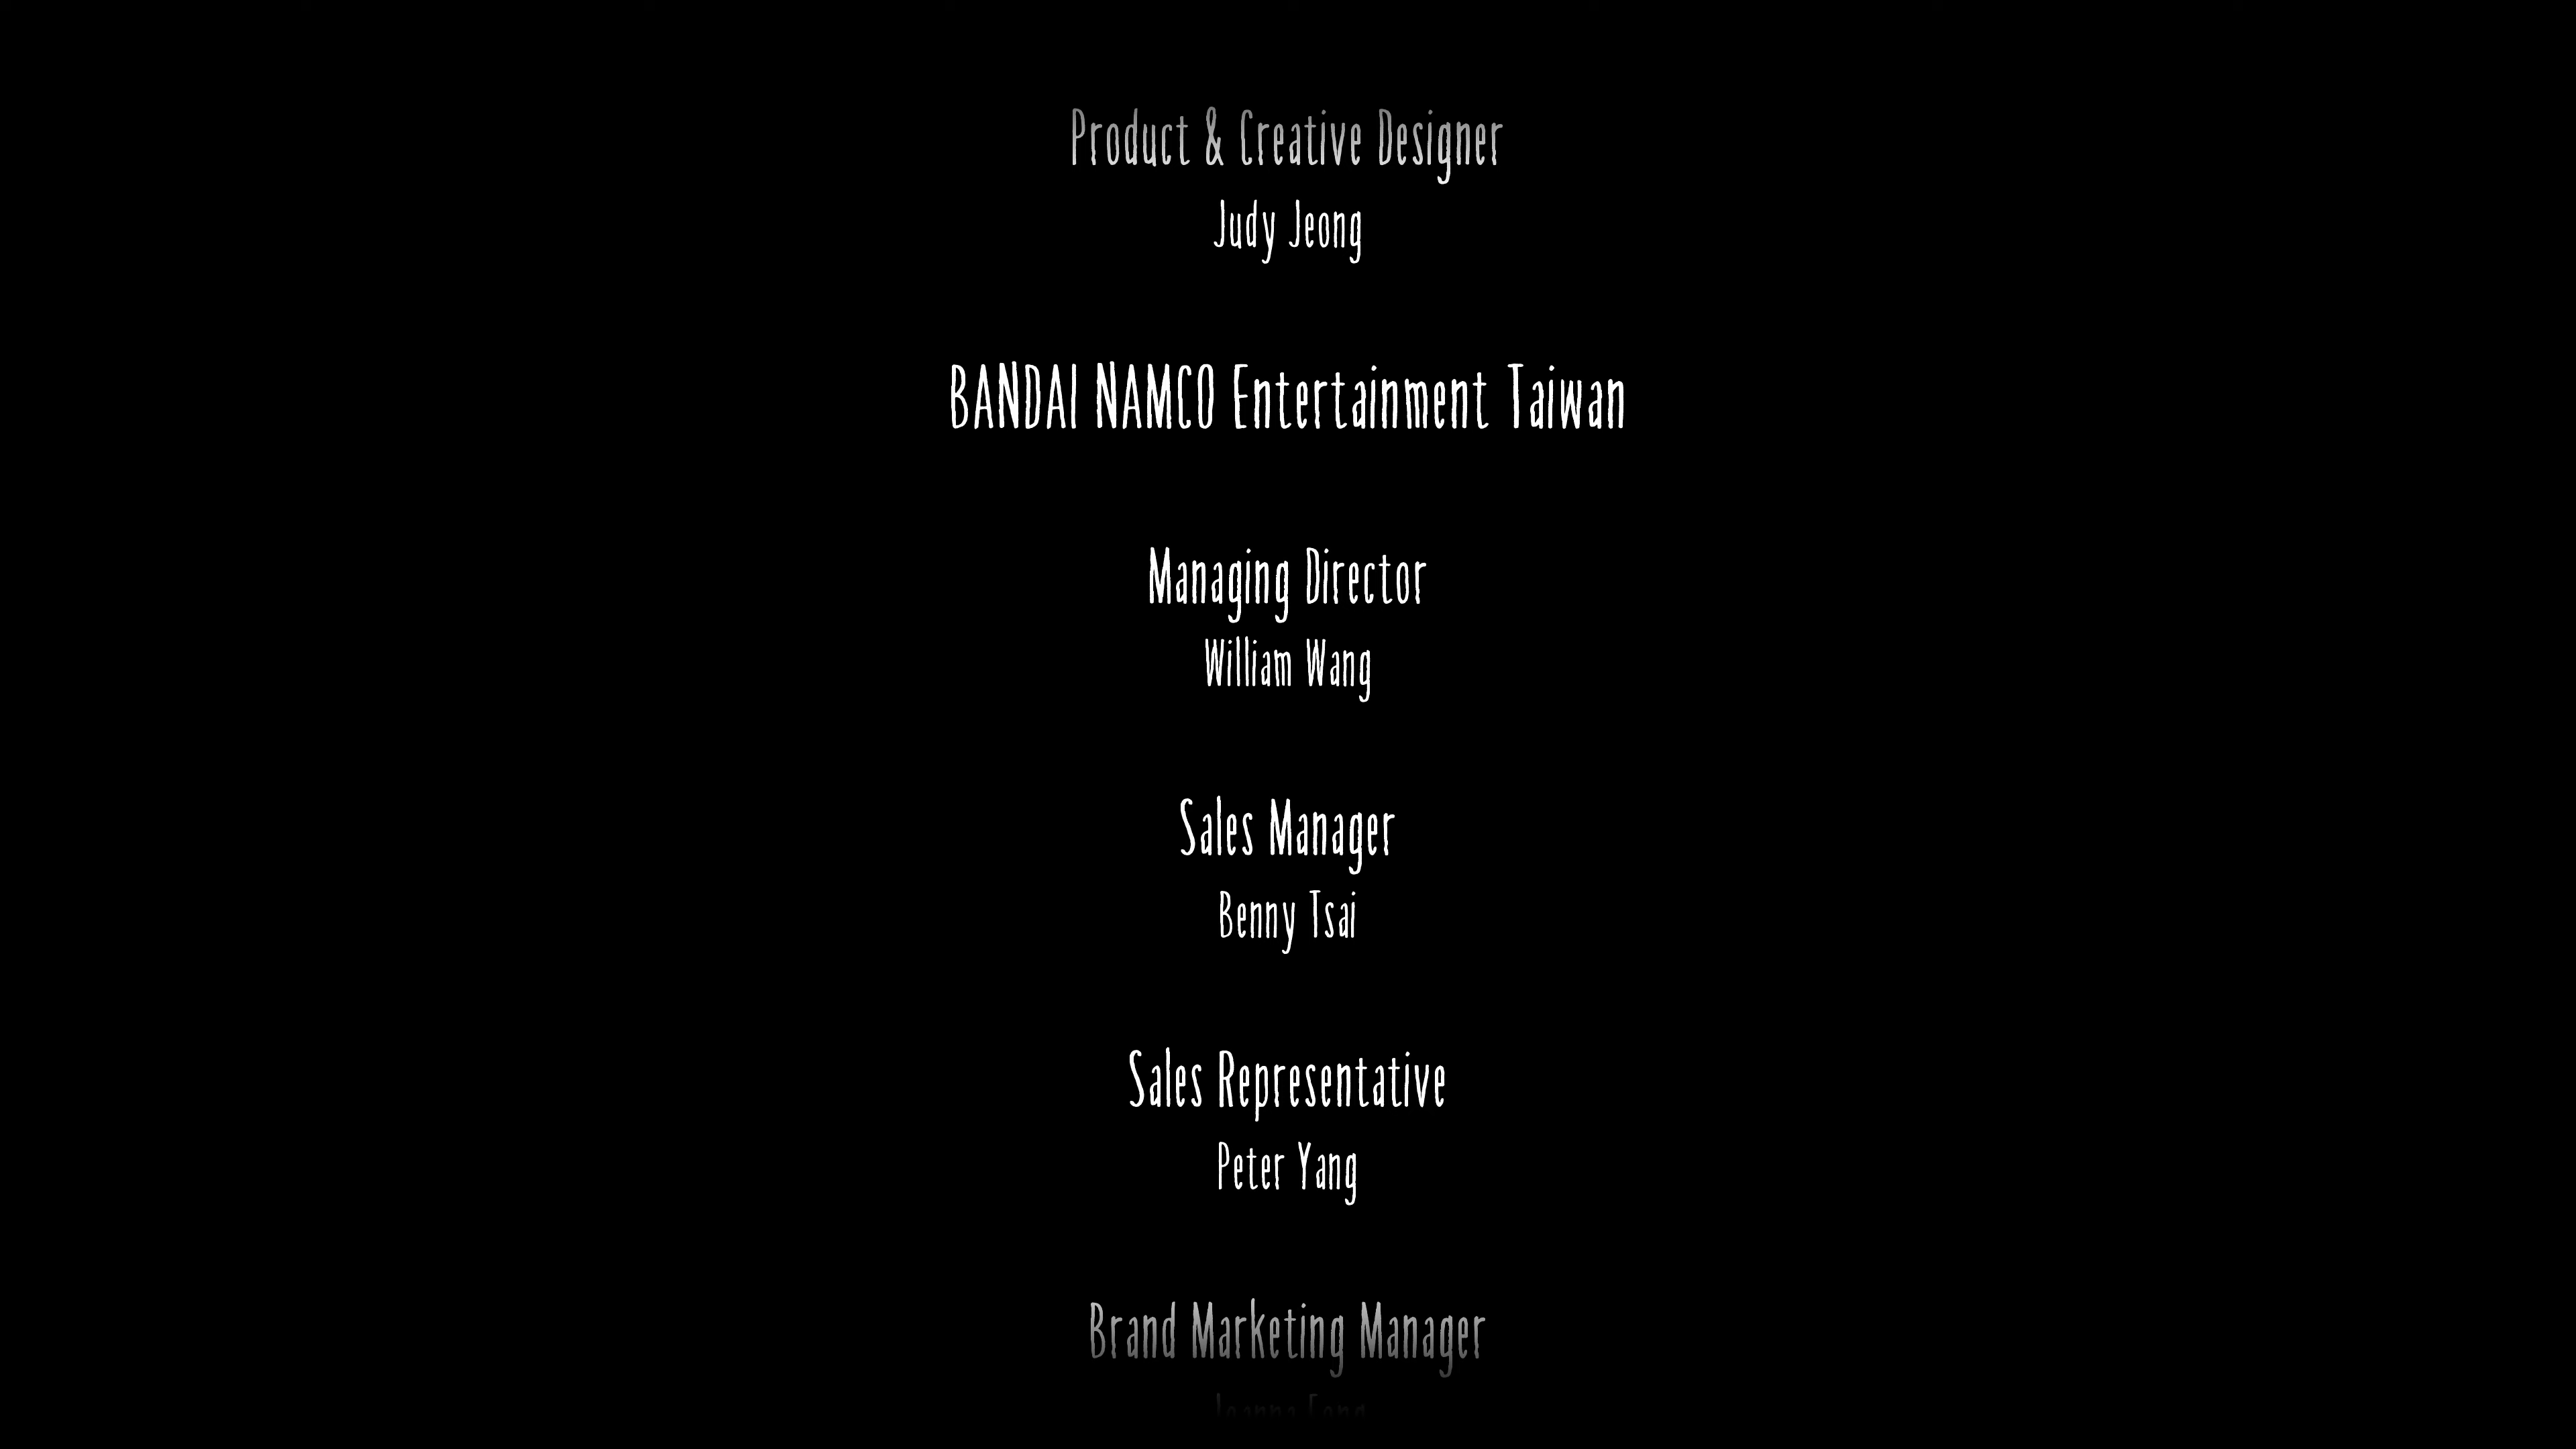 Product & Creative Designer
Judy Jeong
BANDAI NAMCO Entertainment Taiwan
Managing Director
William Wang
Sales Manager
Benny Tsai
Sales Representative
Peter Yang
Brand Marketing Manager